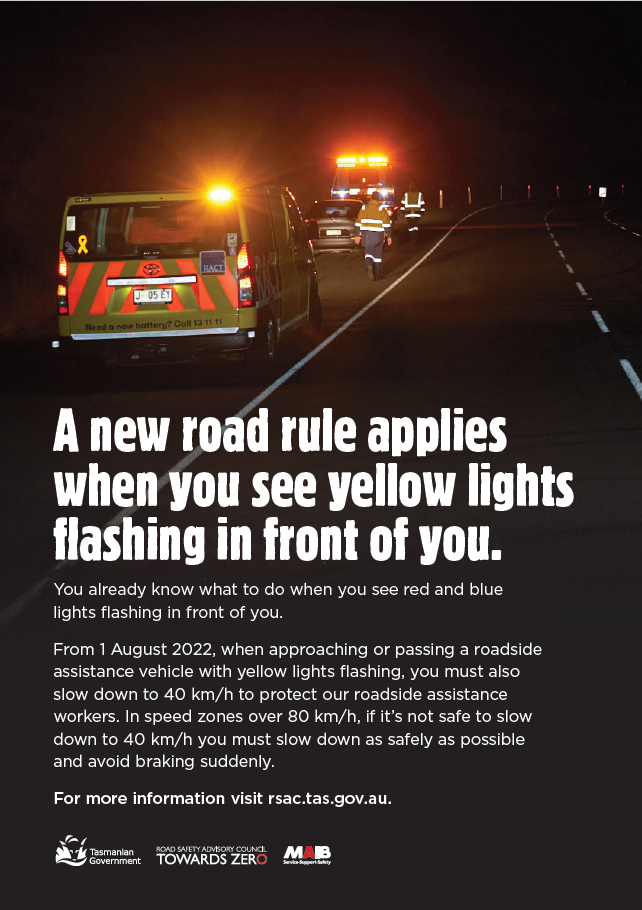 RACT
J 05 EY
Need a new battery? Call 13 11 11
A new road rule applies
when you see yellow lights
flashing in front of you.
You already know what to do when you see red and blue
lights flashing in front of you.
From 1 August 2022, when approaching or passing a roadside
assistance vehicle with yellow lights flashing, you must also
slow down to 40 km/h to protect our roadside assistance
workers. In speed zones over 80 km/h, if it's not safe to slow
down to 40 km/h you must slow down as safely as possible
and avoid braking suddenly.
For more information visit rsac.tas.gov.au.
Tasmanian
Government
ROAD SAFETY ADVISORY COUNCIL
TOWARDS ZERO
MAB
Service-Support-Safety